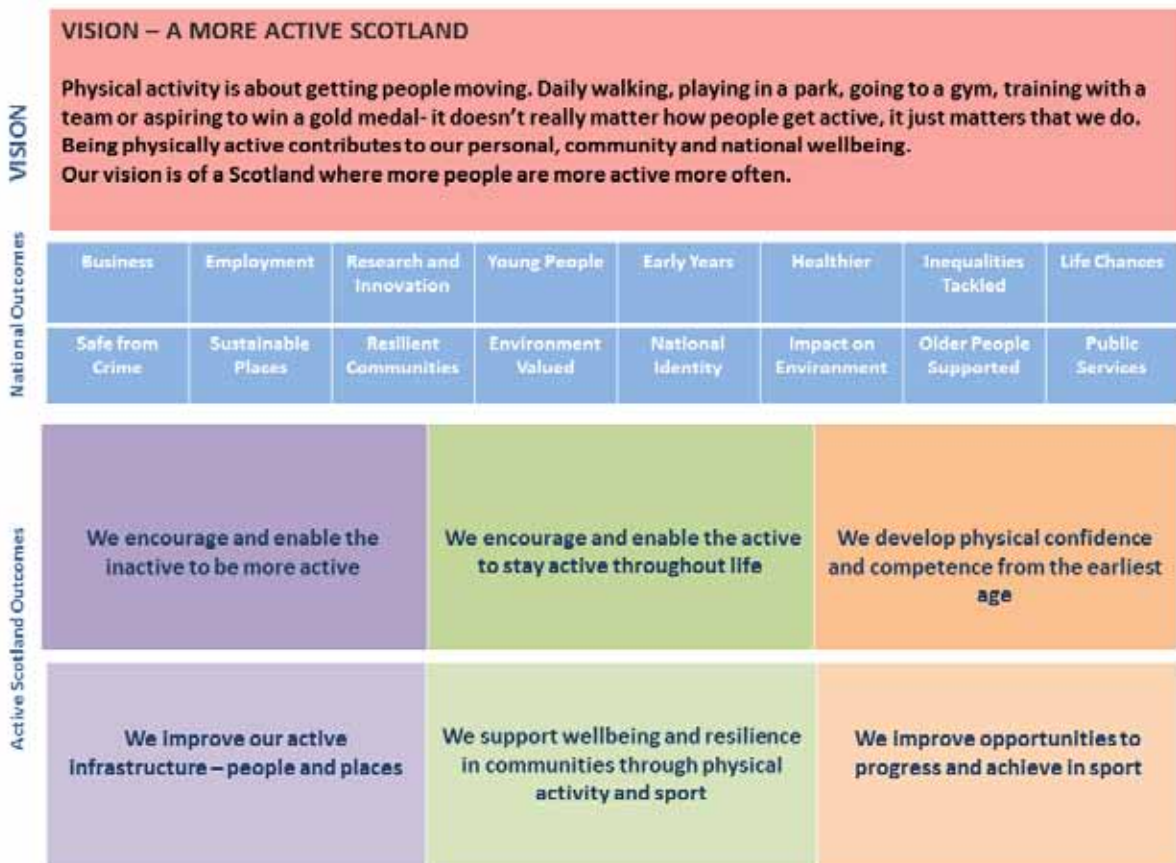 VISION
VISION – A MORE ACTIVE SCOTLAND
Physical activity is about getting people moving. Daily walking, playing in a park, going to a gym, training with a
team or aspiring to win a gold medal- it doesn't really matter how people get active, it just matters that we do.
Being physically active contributes to our personal, community and national wellbeing.
Our vision is of a Scotland where more people are more active more often.
National Outcomes
Business
Employment
Research and
Innovation
Young People
Early Years
Healthier
Inequalities
Tackled
Life Chances
Safe from
Crime
Sustainable
Places
Resilient
Communities
Environment
Valued
National
Identity
Impact on
Environment
Older People
Supported
Public
Services
Active Scotland Outcomes
We encourage and enable the
inactive to be more active
We encourage and enable the active
to stay active throughout life
We develop physical confidence
and competence from the earliest
age
We improve our active
infrastructure – people and places
We support wellbeing and resilience
in communities through physical
activity and sport
We improve opportunities to
progress and achieve in sport